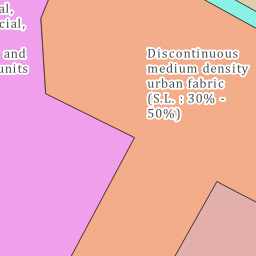 al,
cial,
and
units
Discontinuous
medium density
urban fabric
(S.L. : 30% -
50%)